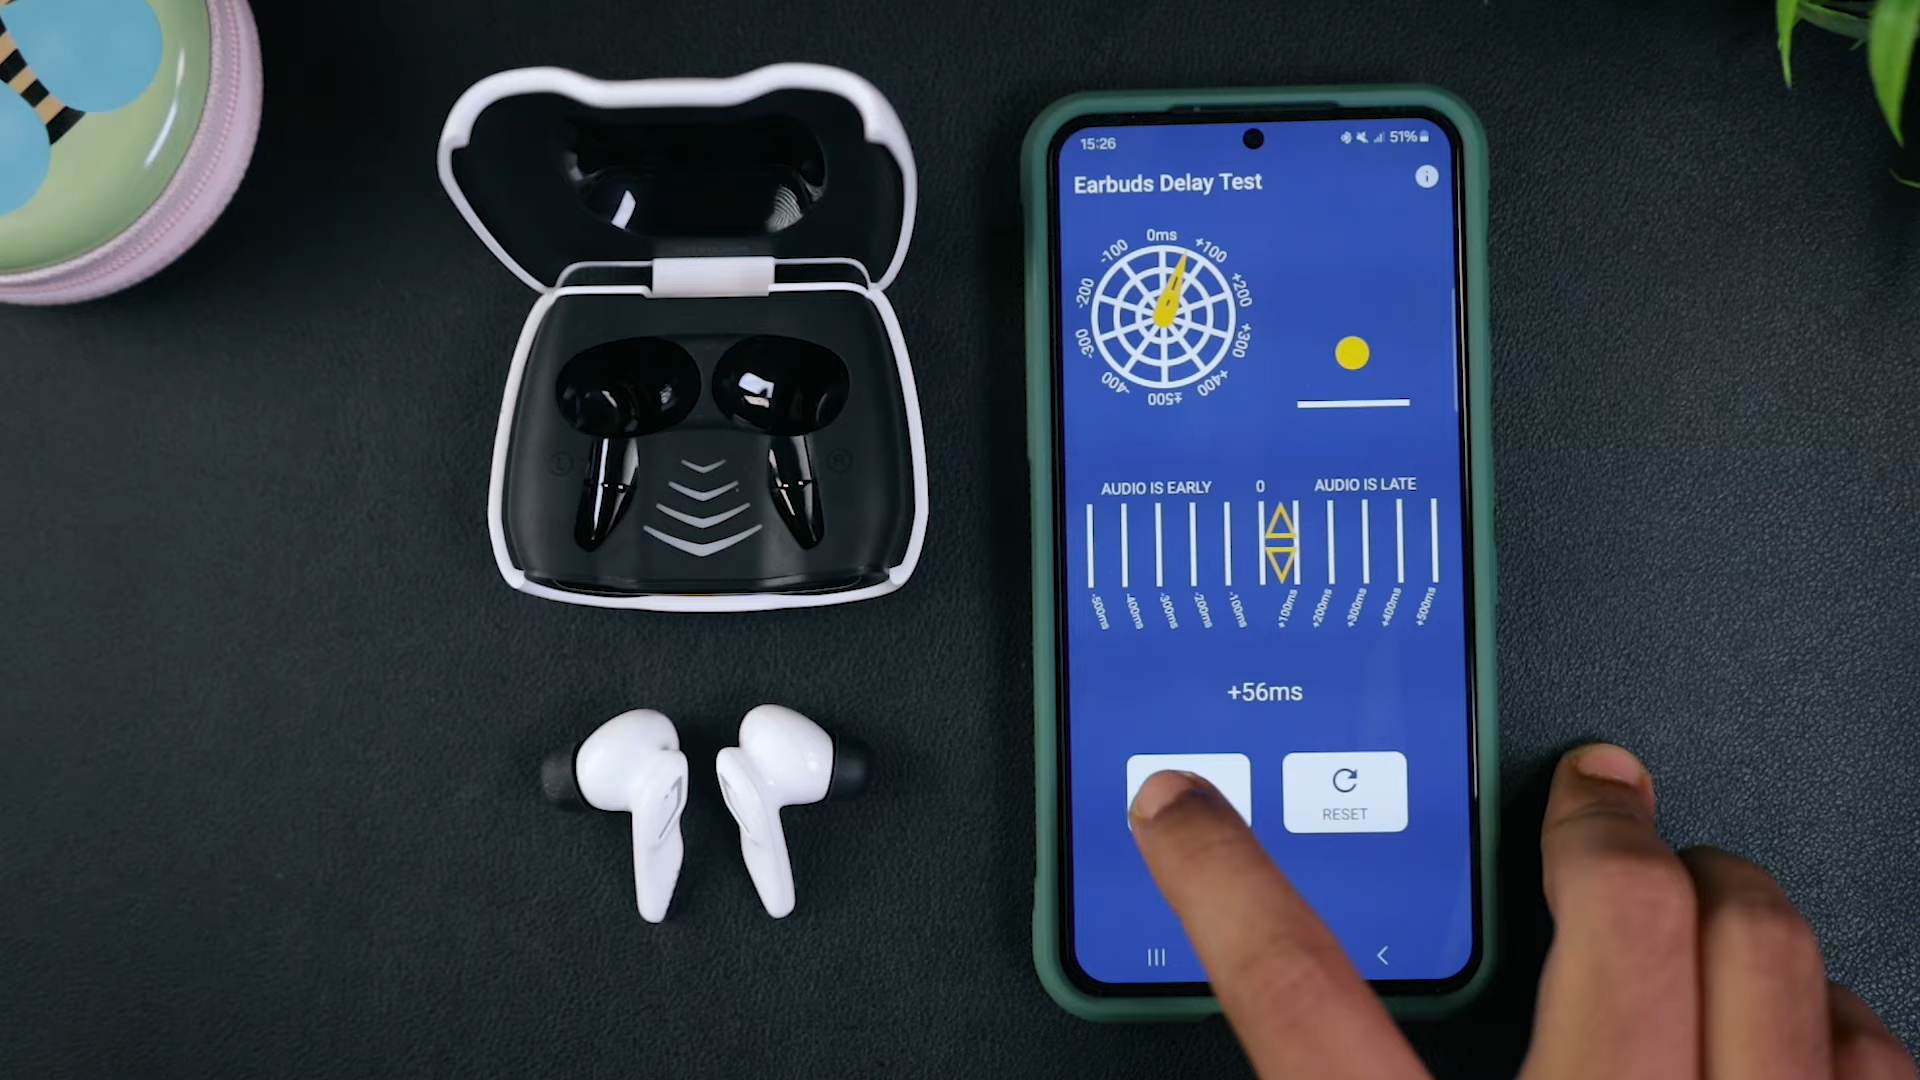 15:26
51%
Earbuds Delay Test
0ms
+100
+200
+300
+400
±500
-400
-300
-200
-100
AUDIO IS EARLY
0
AUDIO IS LATE
-500ms
-400ms
-300ms
-200ms
-100ms
+100ms
+200ms
+300ms
+400ms
+500ms
+56ms
RESET